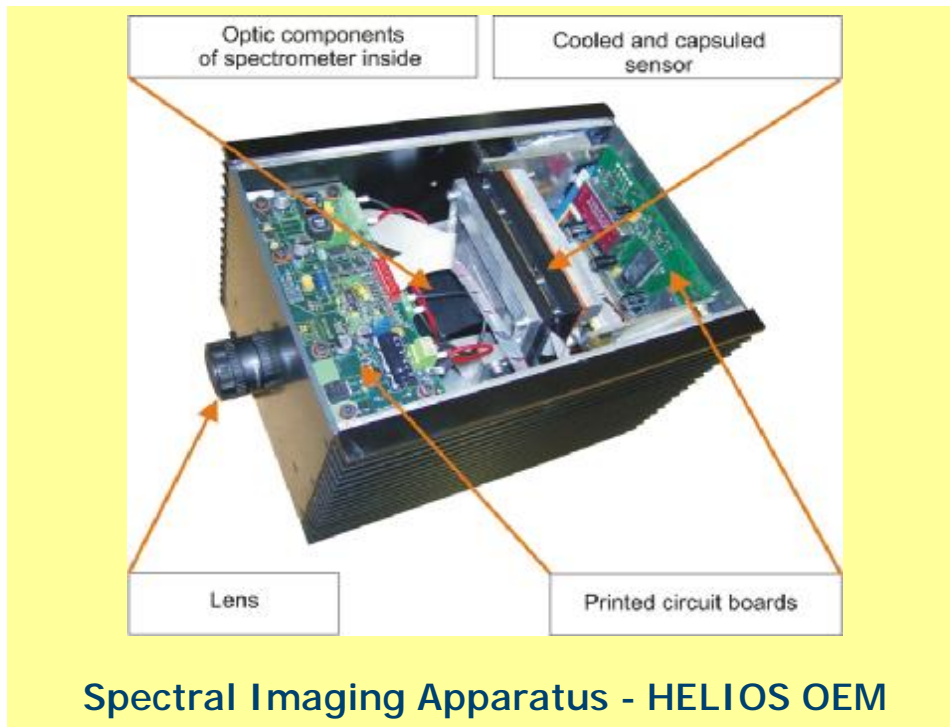 Optic components
of spectrometer inside
Cooled and capsuled
sensor
Lens
Printed circuit boards
Spectral Imaging Apparatus - HELIOS OEM